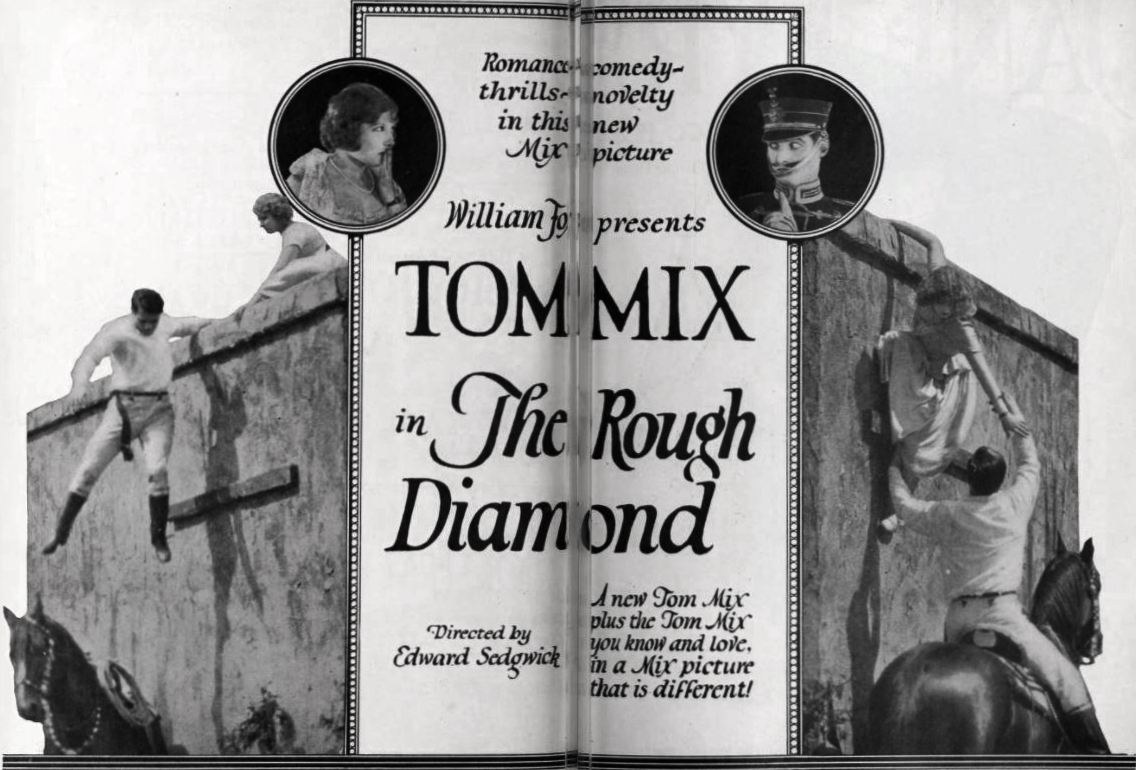 Romance-comedy-
thrills-novelty
in this new
Mix picture
William Fox presents
TOM MIX
in The Rough
Diamond
Directed by
Edward Sedgwick
A new Tom Mix
plus the Tom Mix
you know and love,
in a Mix picture
that is different!